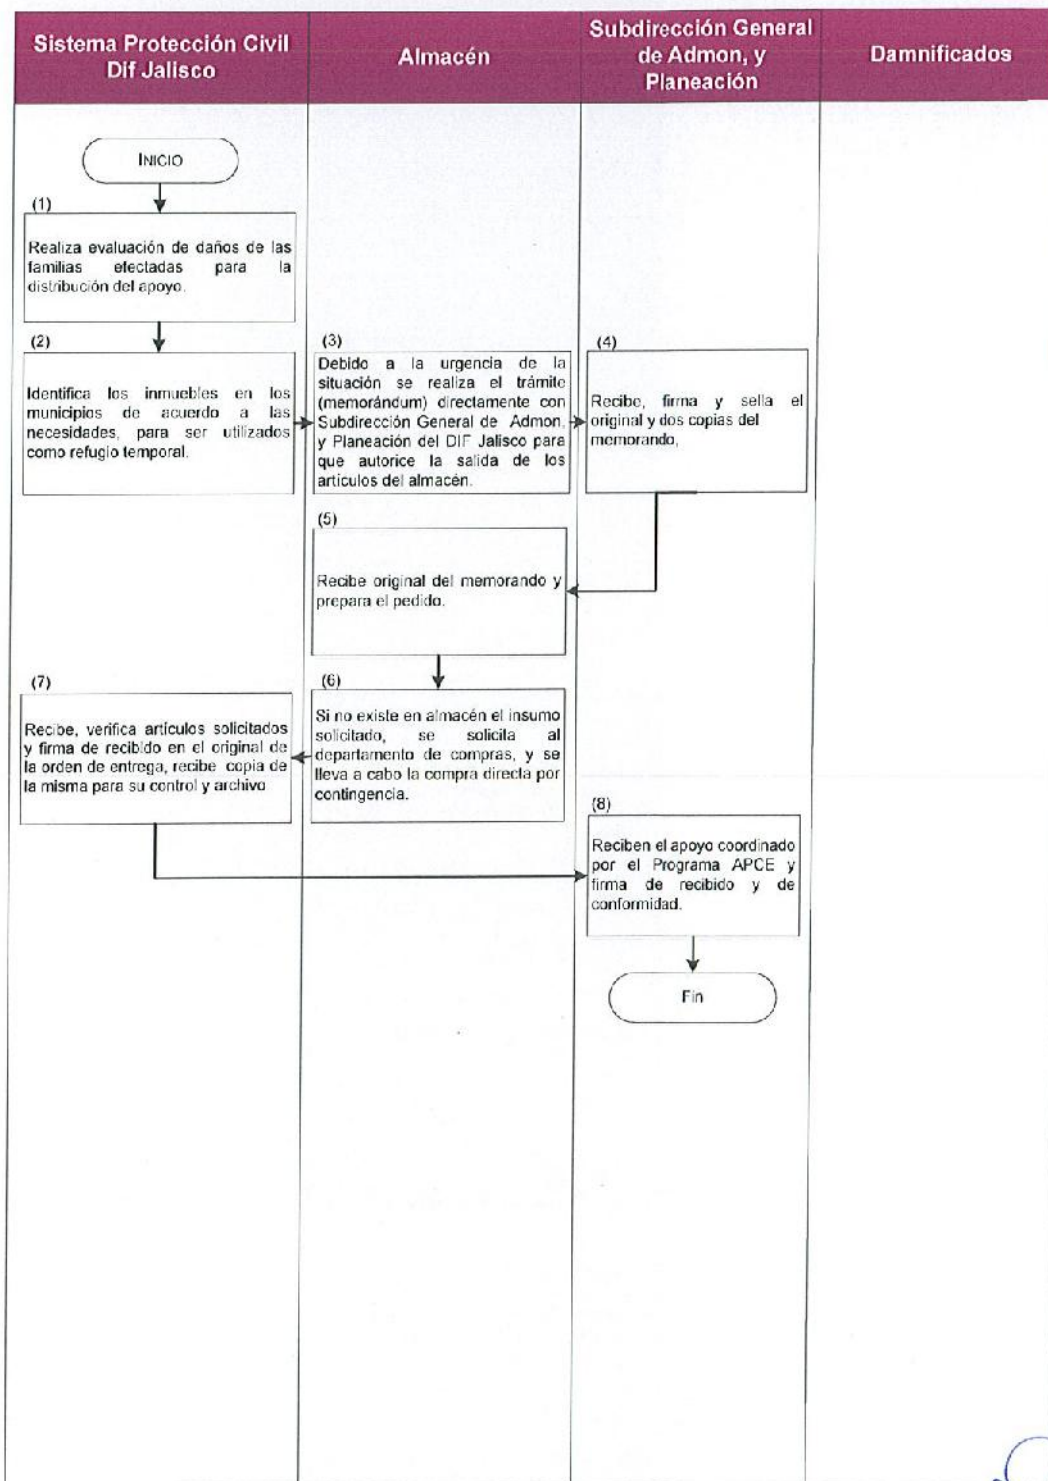 Sistema Protección Civil
Dif Jalisco
Almacén
Subdirección General
de Admon, y
Planeación
Damnificados
INICIO
(1)
Realiza evaluación de daños de las
familias efectadas para la
distribución del apoyo.
(2)
Identifica los inmuebles en los
municipios de acuerdo a las
necesidades, para ser utilizados
como refugio temporal.
(3)
Debido a la urgencia de la
situación se realiza el trámite
(memorándum) directamente con
Subdirección General de Admon,
y Planeación del DIF Jalisco para
que autorice la salida de los
artículos del almacén.
(4)
Recibe, firma y sella el
original y dos copias del
memorando,
(5)
Recibe original del memorando y
prepara el pedido.
(6)
Si no existe en almacén el insumo
solicitado, se solicita al
departamento de compras, y se
lleva a cabo la compra directa por
contingencia.
(7)
Recibe, verifica artículos solicitados
y firma de recibido en el original de
la orden de entrega, recibe copia de
la misma para su control y archivo
(8)
Reciben el apoyo coordinado
por el Programa APCE y
firma de recibido y de
conformidad.
Fin